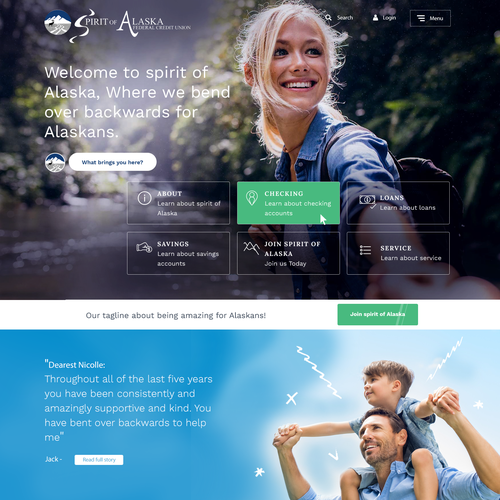 SPIRIT OF ALASKA
FEDERAL CREDIT UNION
Search
Login
Menu
Welcome to spirit of
Alaska, Where we bend
over backwards for
Alaskans.
What brings you here?
ABOUT
Learn about spirit of
Alaska
CHECKING
Learn about checking
accounts
LOANS
Learn about loans
SAVINGS
Learn about savings
accounts
JOIN SPIRIT OF
ALASKA
Join us Today
SERVICE
Learn about service
Our tagline about being amazing for Alaskans!
Join spirit of Alaska
"Dearest Nicolle:
Throughout all of the last five years
you have been consistently and
amazingly supportive and kind. You
have bent over backwards to help
me"
Jack -
Read full story